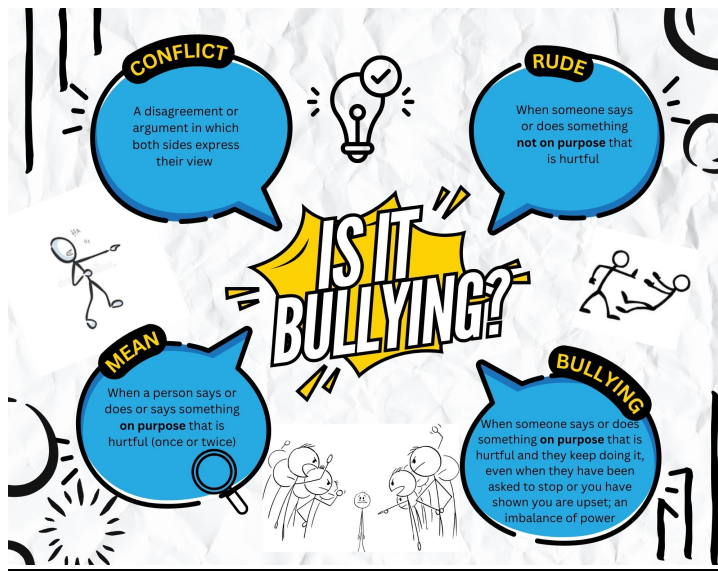 CONFLICT
A disagreement or
argument in which
both sides express
their view
RUDE
When someone says
or does something
not on purpose that
is hurtful
HA
HA
IS IT
BULLYING?
MEAN
When a person says or
does or says something
on purpose that is
hurtful (once or twice)
BULLYING
When someone says or does
something on purpose that is
hurtful and they keep doing it,
even when they have been
asked to stop or you have
shown you are upset; an
imbalance of power